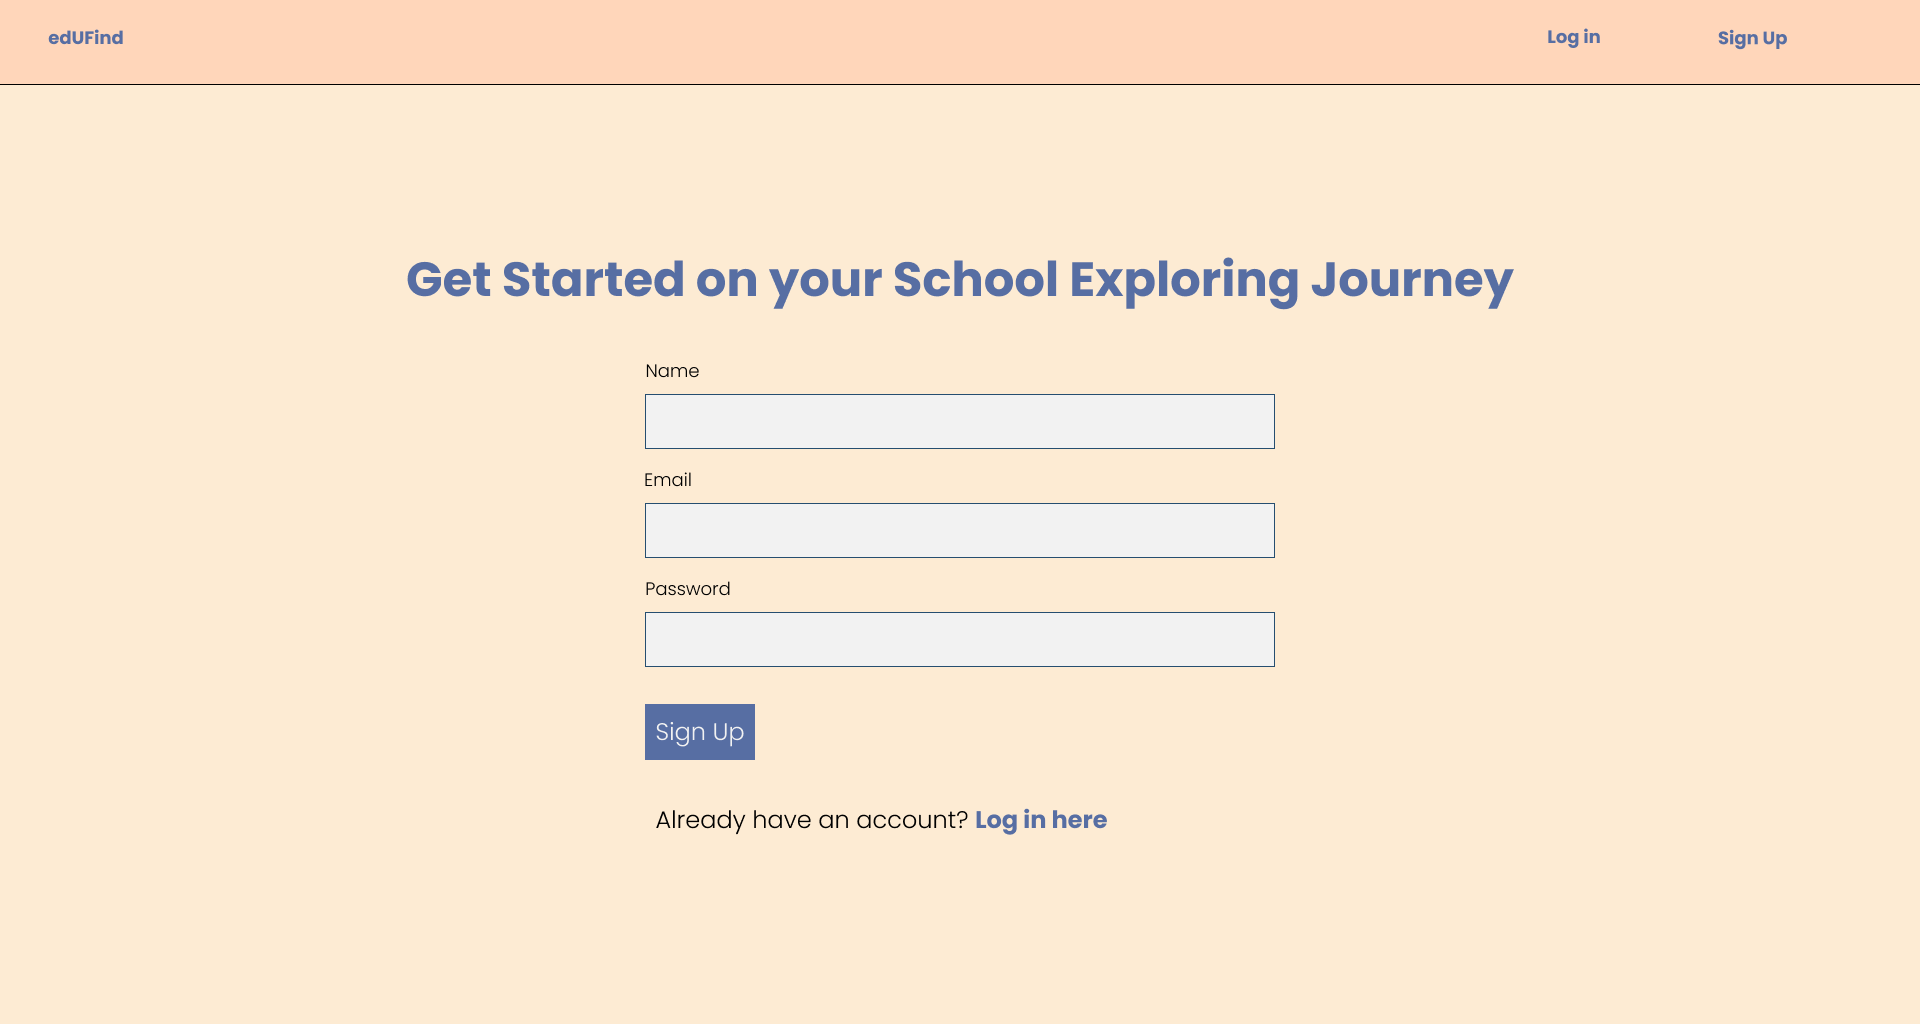 edUFind
Log in
Sign Up
Get Started on your School Exploring Journey
Name
Email
Password
Sign Up
Already have an account? Log in here